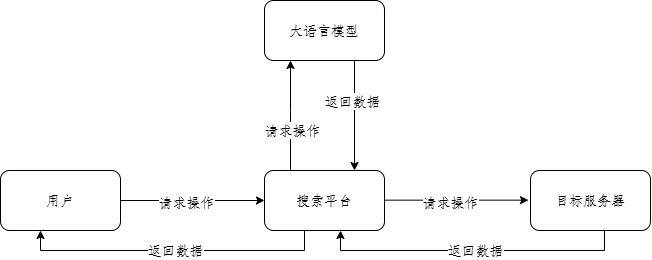 大语言模型
返回数据
请求操作
用户
请求操作
搜索平台
请求操作
目标服务器
返回数据
返回数据